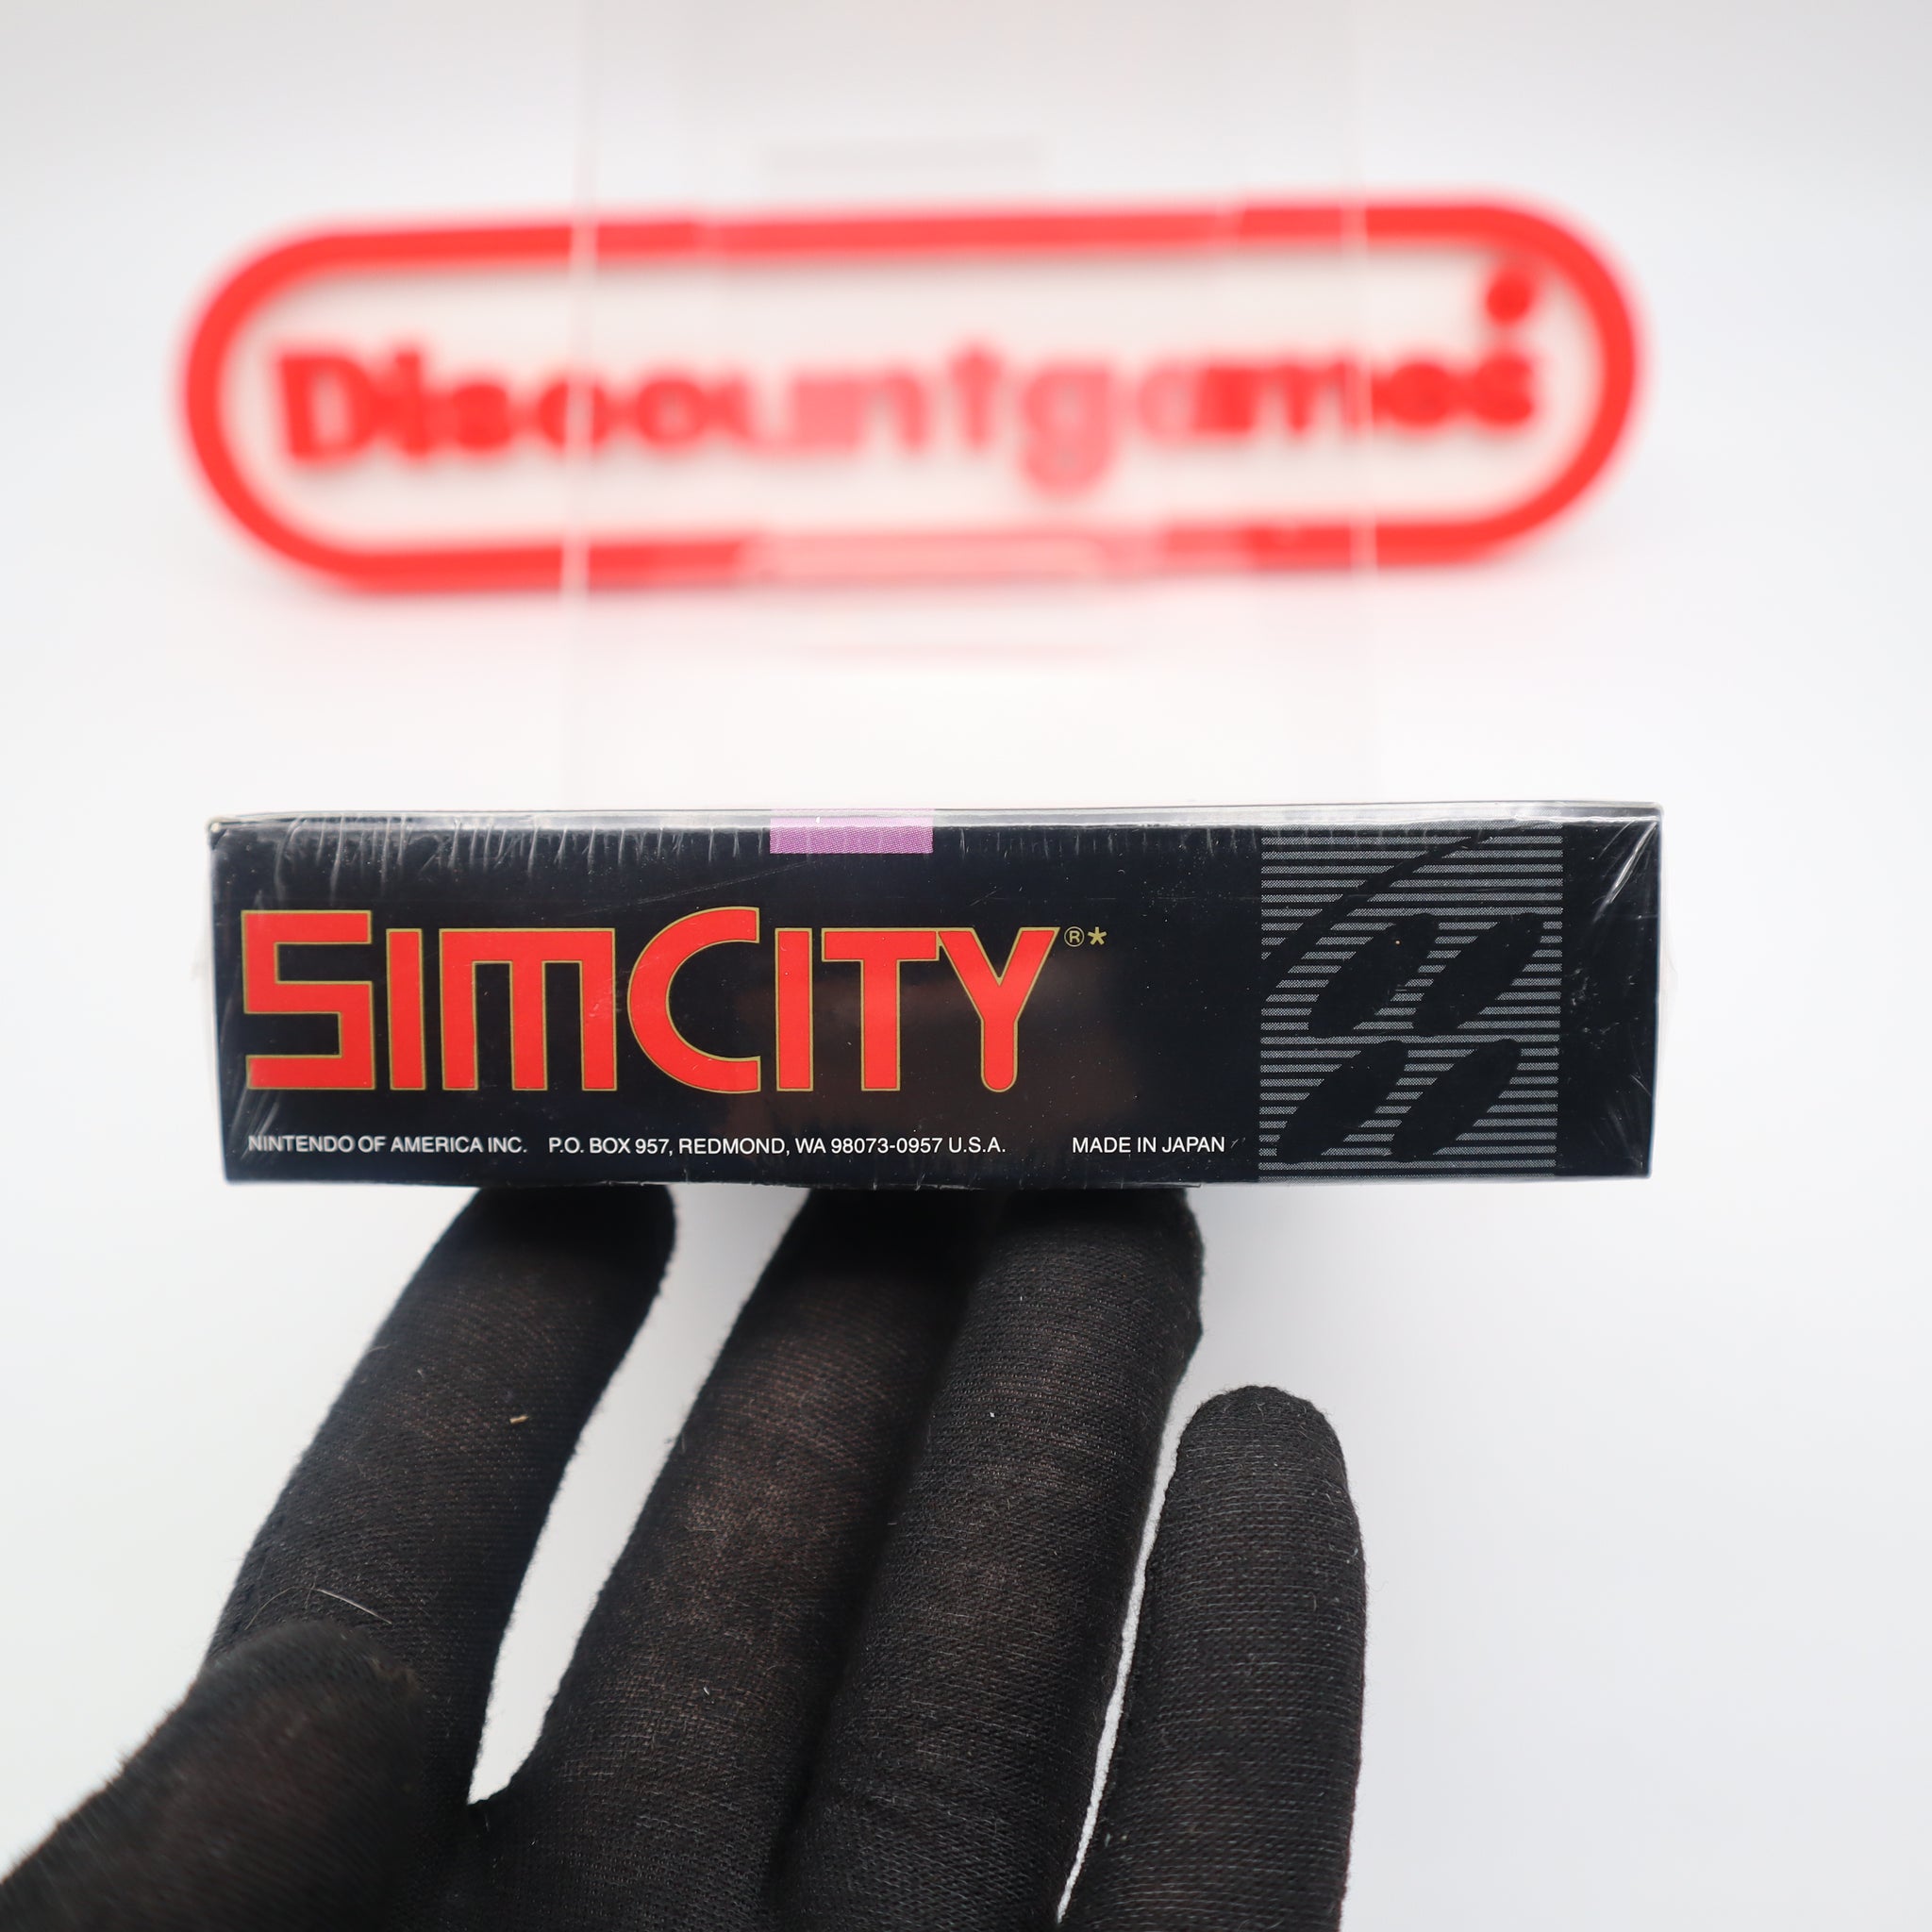 Discountgames
SIMCITY®*
NINTENDO OF AMERICA INC. P.O. BOX 957, REDMOND, WA 98073-0957 U.S.A. MADE IN JAPAN